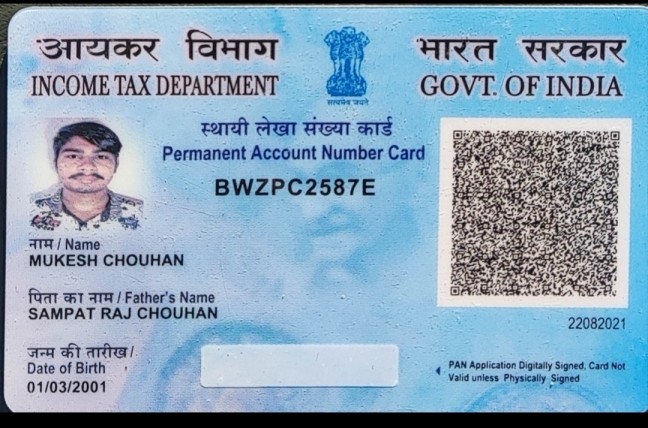 आयकर विभाग
INCOME TAX DEPARTMENT
सत्यमेव जयते
भारत सरकार
GOVT. OF INDIA
स्थायी लेखा संख्या कार्ड
Permanent Account Number Card
BWZPC2587E
नाम / Name
MUKESH CHOUHAN
पिता का नाम / Father's Name
SAMPAT RAJ CHOUHAN
22082021
जन्म की तारीख/
Date of Birth
01/03/2001
PAN Application Digitally Signed, Card Not
Valid unless Physically Signed